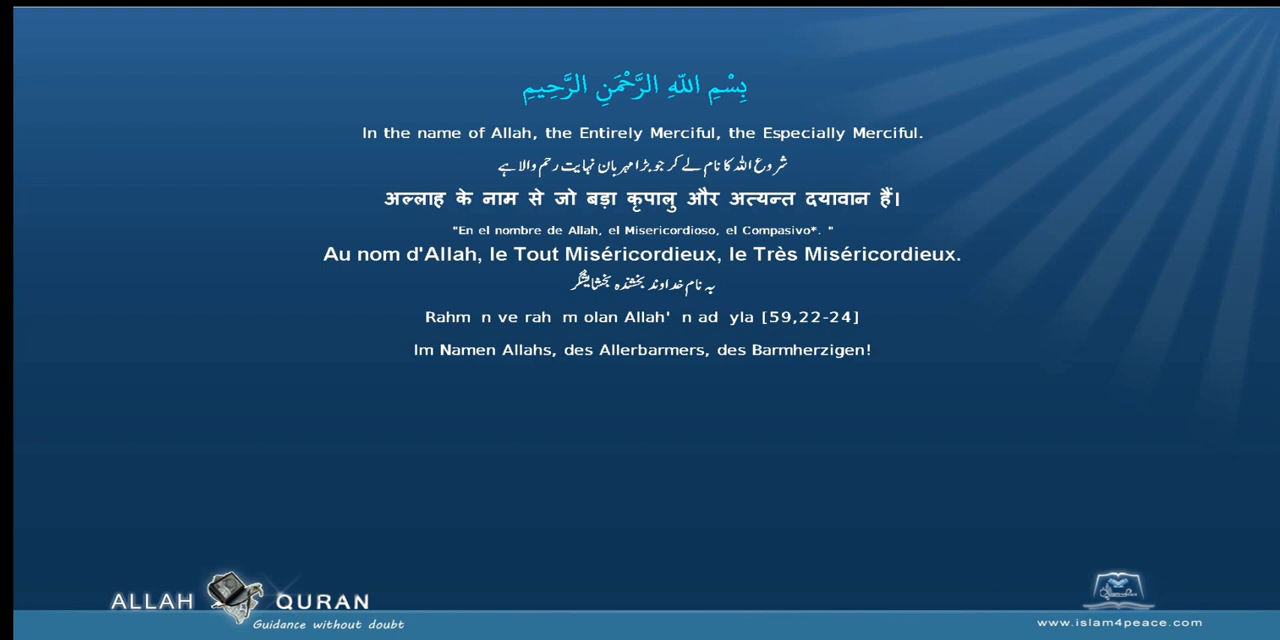 بِسْمِ اللّهِ الرَّحْمَنِ الرَّحِيمِ
In the name of Allah, the Entirely Merciful, the Especially Merciful.
شروع اللہ کا نام لے کر جو بڑا مہربان نہایت رحم والا ہے
अल्लाह के नाम से जो बड़ा कृपालु और अत्यन्त दयावान हैं।
"En el nombre de Allah, el Misericordioso, el Compasivo*. "
Au nom d'Allah, le Tout Miséricordieux, le Très Miséricordieux.
به نام خداوند بخشنده بخشایشگر
Rahm n ve rah m olan Allah' n ad yla [59,22-24]
Im Namen Allahs, des Allerbarmers, des Barmherzigen!
ALLAH QURAN
Guidance without doubt
www.islam4peace.com